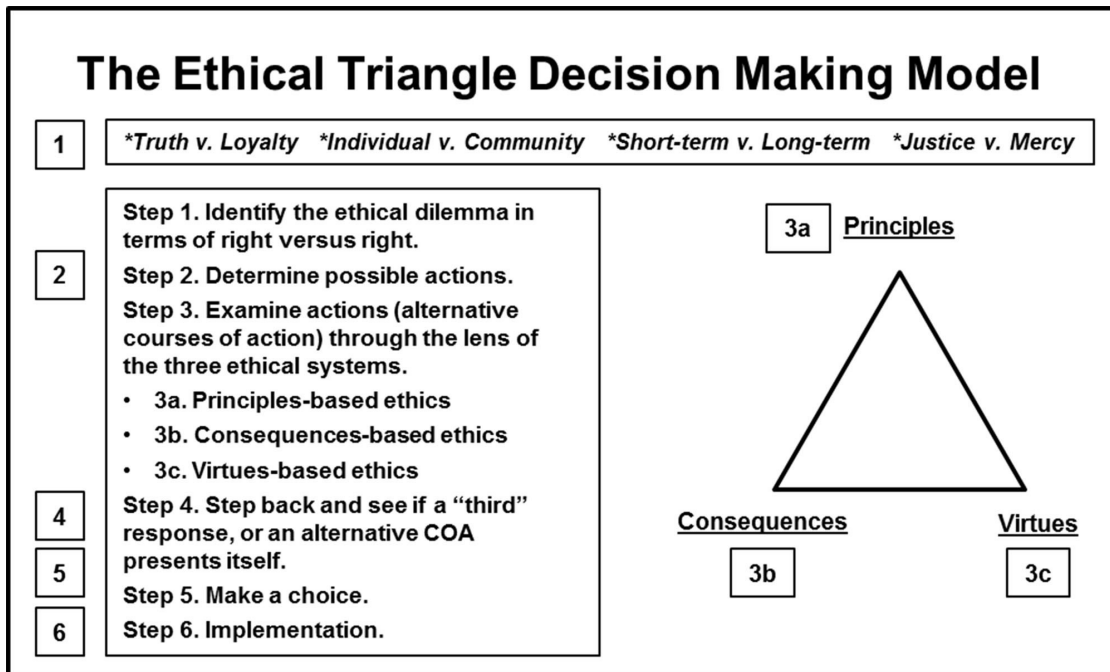 The Ethical Triangle Decision Making Model
1
*Truth v. Loyalty *Individual v. Community *Short-term v. Long-term *Justice v. Mercy
Step 1. Identify the ethical dilemma in
terms of right versus right.
2
Step 2. Determine possible actions.
Step 3. Examine actions (alternative
courses of action) through the lens of
the three ethical systems.
• 3a. Principles-based ethics
• 3b. Consequences-based ethics
• 3c. Virtues-based ethics
4
Step 4. Step back and see if a “third”
response, or an alternative COA
presents itself.
5
Step 5. Make a choice.
6
Step 6. Implementation.
3a Principles
Consequences
3b
Virtues
3c